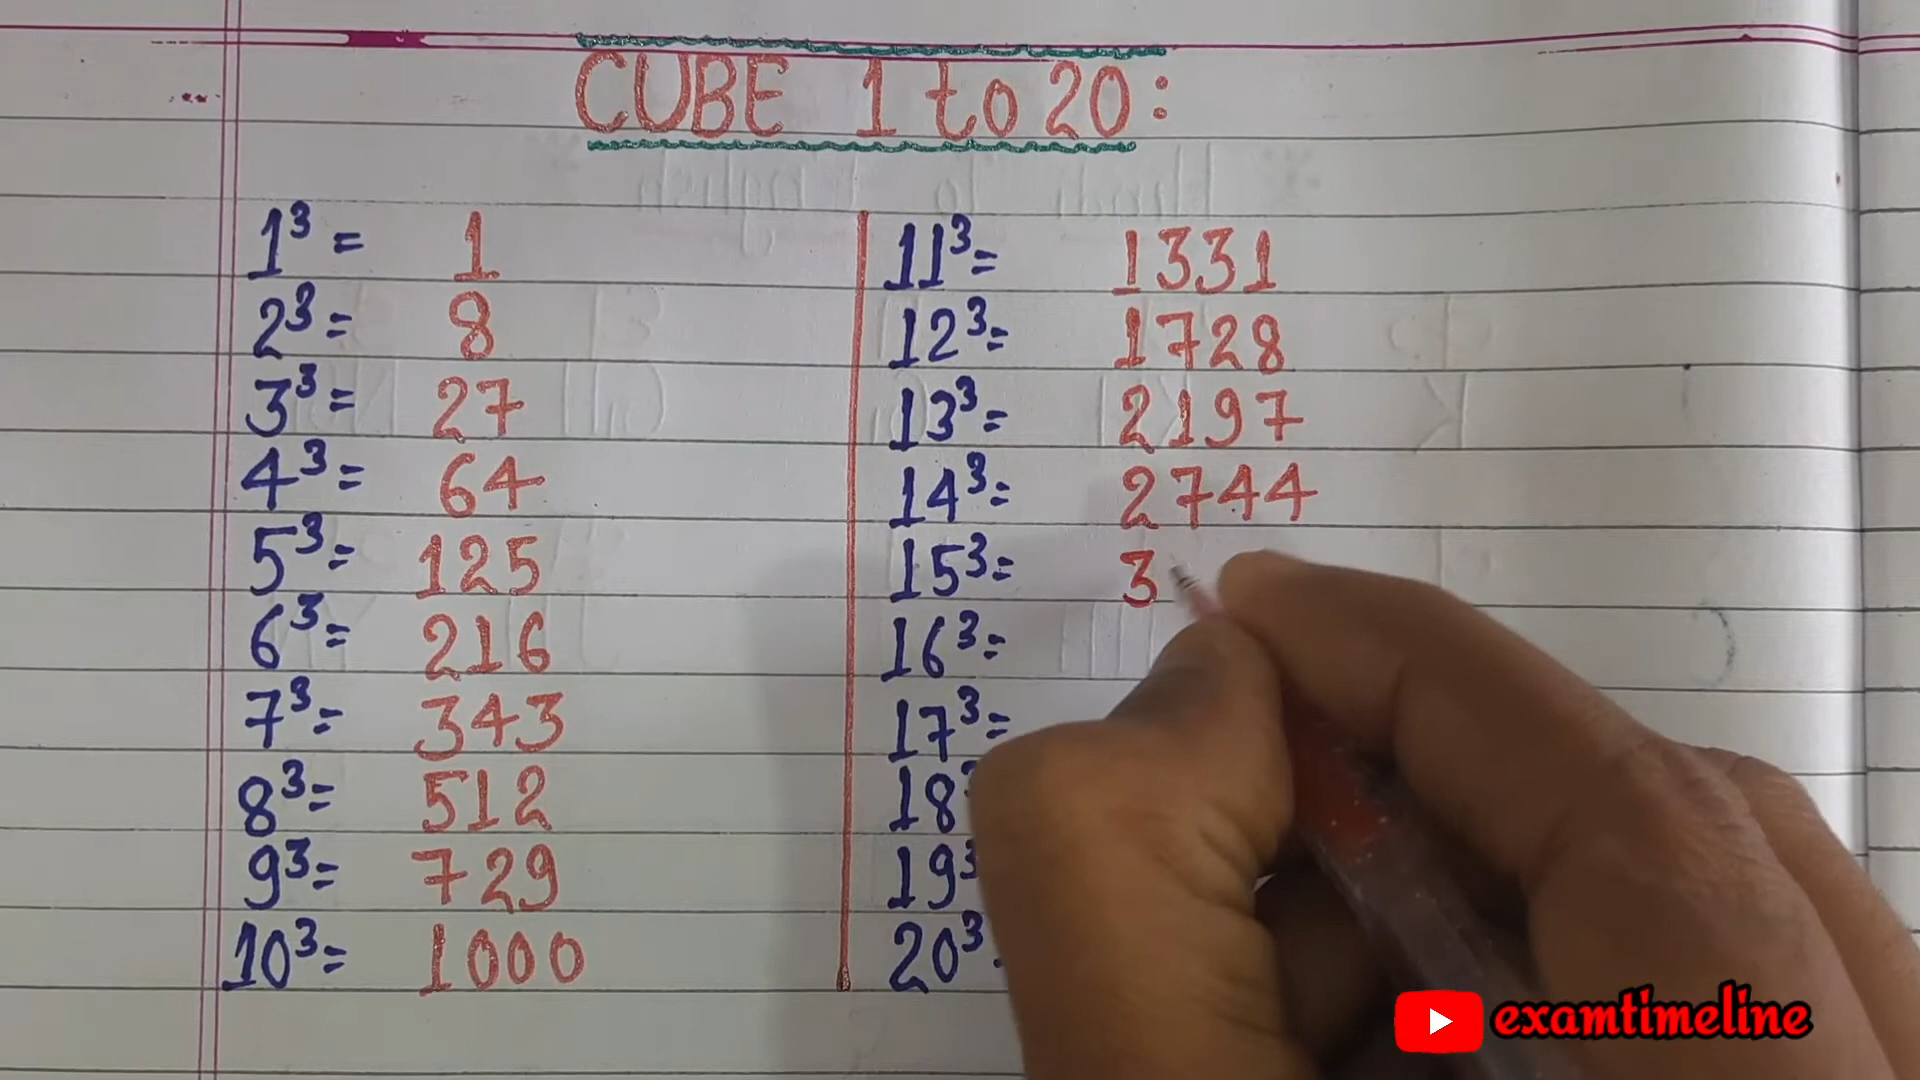 CUBE 1 to 20:
1³ = 1
2³ = 8
3³ = 27
4³ = 64
5³ = 125
6³ = 216
7³ = 343
8³ = 512
9³ = 729
10³ = 1000
11³ = 1331
12³ = 1728
13³ = 2197
14³ = 2744
15³ = 3
16³ =
17³ =
18³
19³
20³
examtimeline